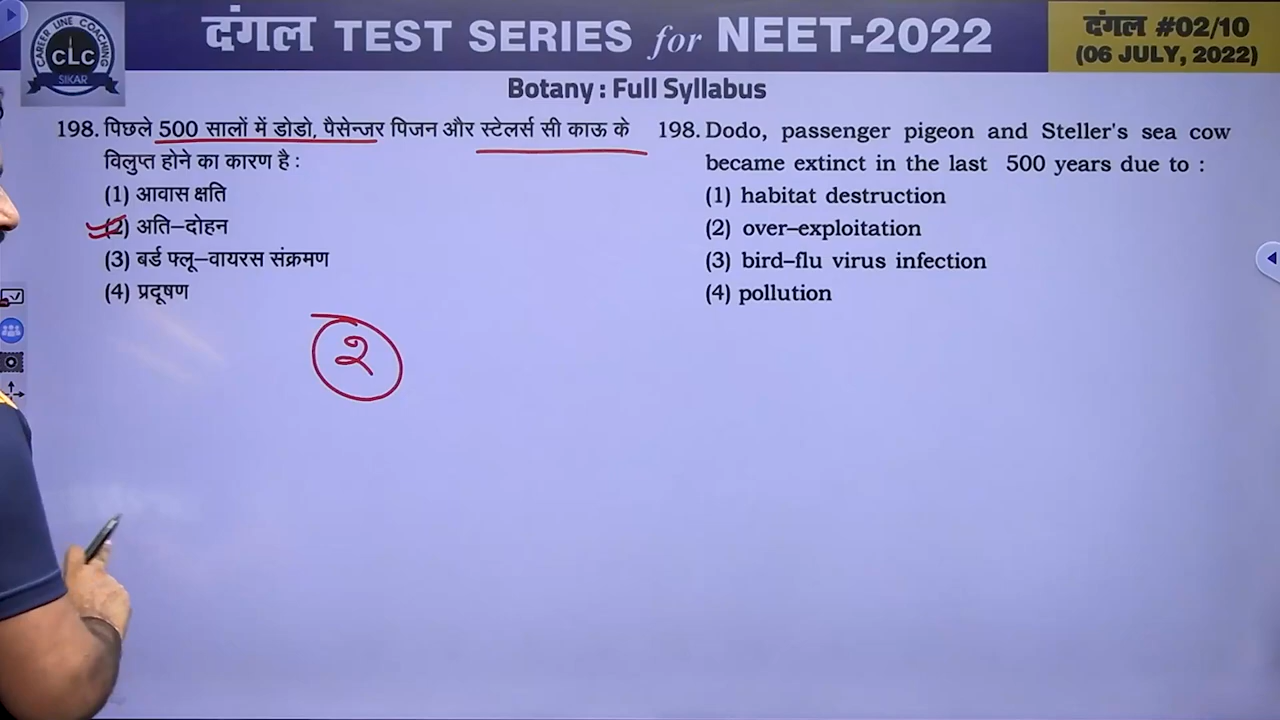 दंगल TEST SERIES for NEET-2022
दंगल #02/10
(06 JULY, 2022)
CAREER LINE COACHING
CLC
SIKAR
Botany : Full Syllabus
198. पिछले 500 सालों में डोडो, पैसेन्जर पिजन और स्टेलर्स सी काऊ के
विलुप्त होने का कारण है :
(1) आवास क्षति
(2) अति–दोहन
(3) बर्ड फ्लू–वायरस संक्रमण
(4) प्रदूषण
२
198. Dodo, passenger pigeon and Steller's sea cow
became extinct in the last 500 years due to :
(1) habitat destruction
(2) over–exploitation
(3) bird–flu virus infection
(4) pollution